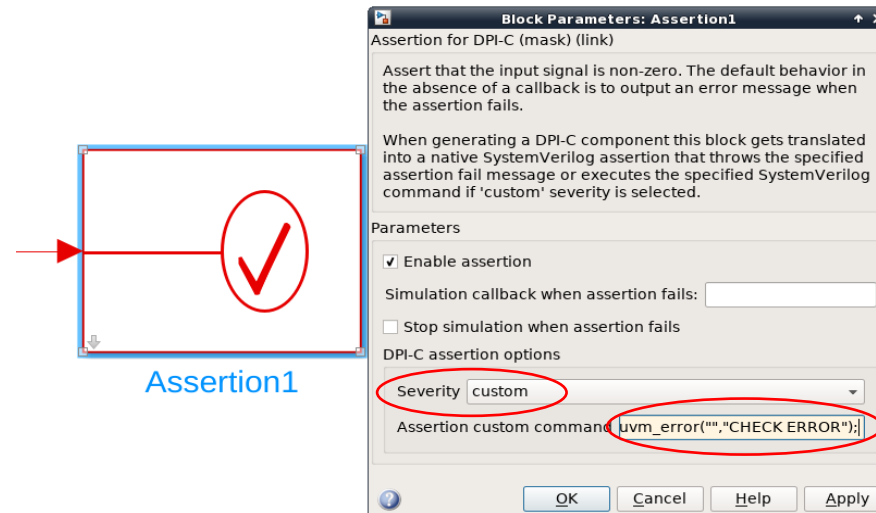 Block Parameters: Assertion1
Assertion for DPI-C (mask) (link)
Assert that the input signal is non-zero. The default behavior in
the absence of a callback is to output an error message when
the assertion fails.
When generating a DPI-C component this block gets translated
into a native SystemVerilog assertion that throws the specified
assertion fail message or executes the specified SystemVerilog
command if 'custom' severity is selected.
Parameters
Enable assertion
Simulation callback when assertion fails:
Stop simulation when assertion fails
DPI-C assertion options
Severity custom
Assertion custom command uvm_error("","CHECK ERROR");
OK Cancel Help Apply
Assertion1